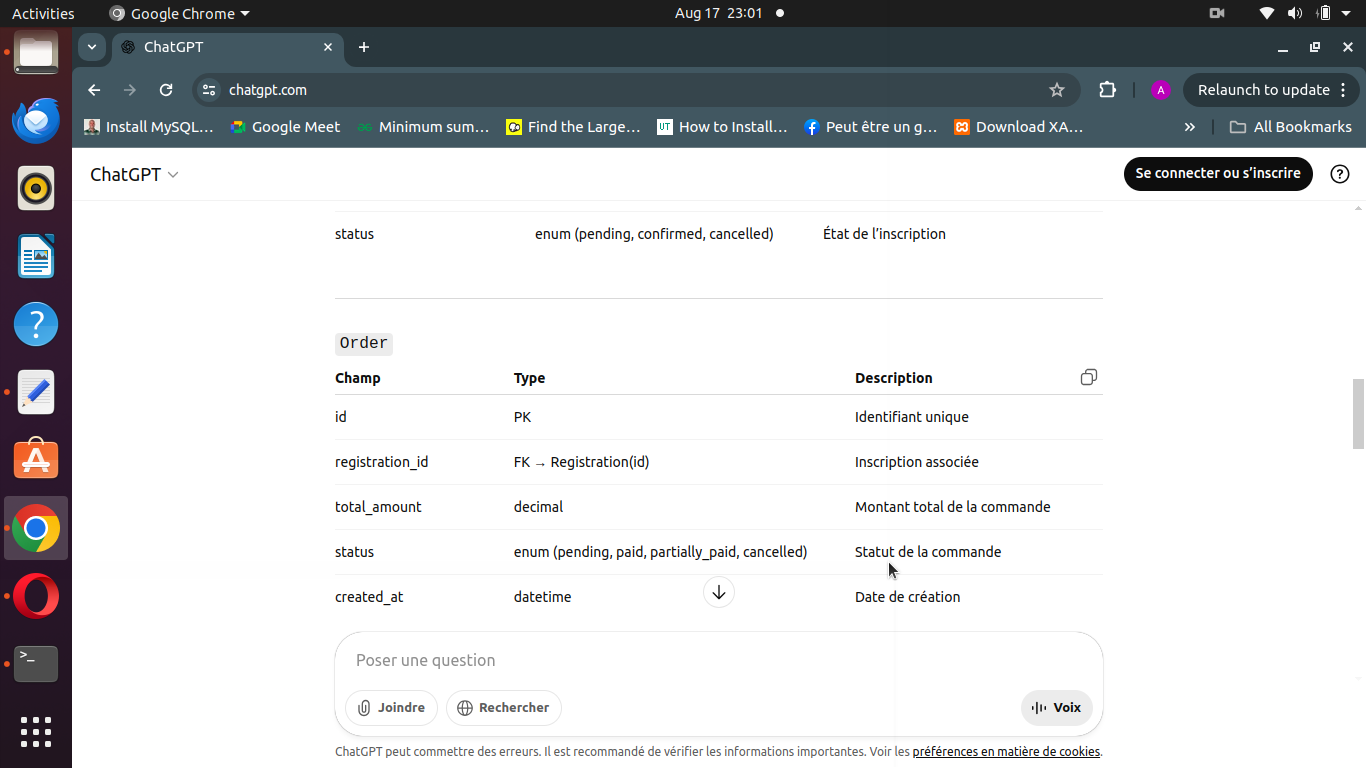 Activities Google Chrome Aug 17 23:01
ChatGPT
chatgpt.com A Relaunch to update
Install MySQL… Google Meet Minimum sum… Find the Large… UT How to Install… Peut être un g… Download XA… » All Bookmarks
ChatGPT Se connecter ou s’inscrire ?
status enum (pending, confirmed, cancelled) État de l’inscription
Order
Champ Type Description
id PK Identifiant unique
registration_id FK → Registration(id) Inscription associée
total_amount decimal Montant total de la commande
status enum (pending, paid, partially_paid, cancelled) Statut de la commande
created_at datetime Date de création
Poser une question
Joindre Rechercher Voix
ChatGPT peut commettre des erreurs. Il est recommandé de vérifier les informations importantes. Voir les préférences en matière de cookies.